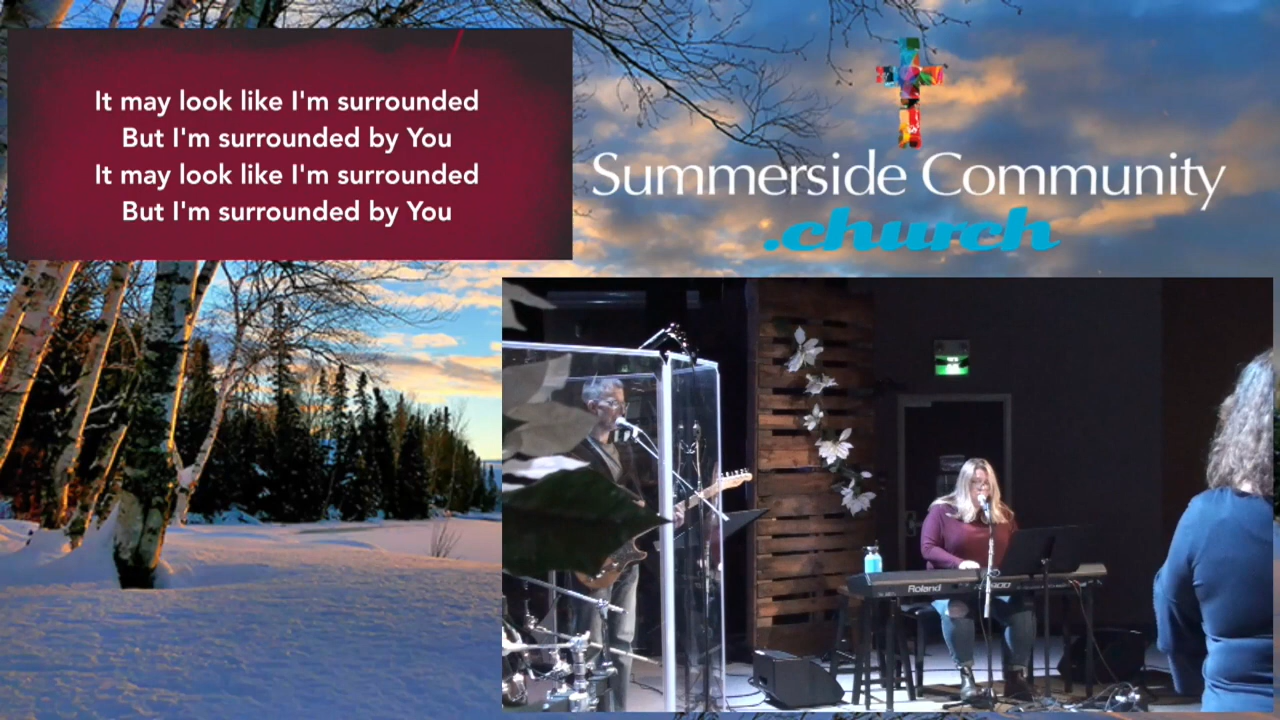 It may look like I'm surrounded
But I'm surrounded by You
It may look like I'm surrounded
But I'm surrounded by You
Summerside Community
.church
Roland